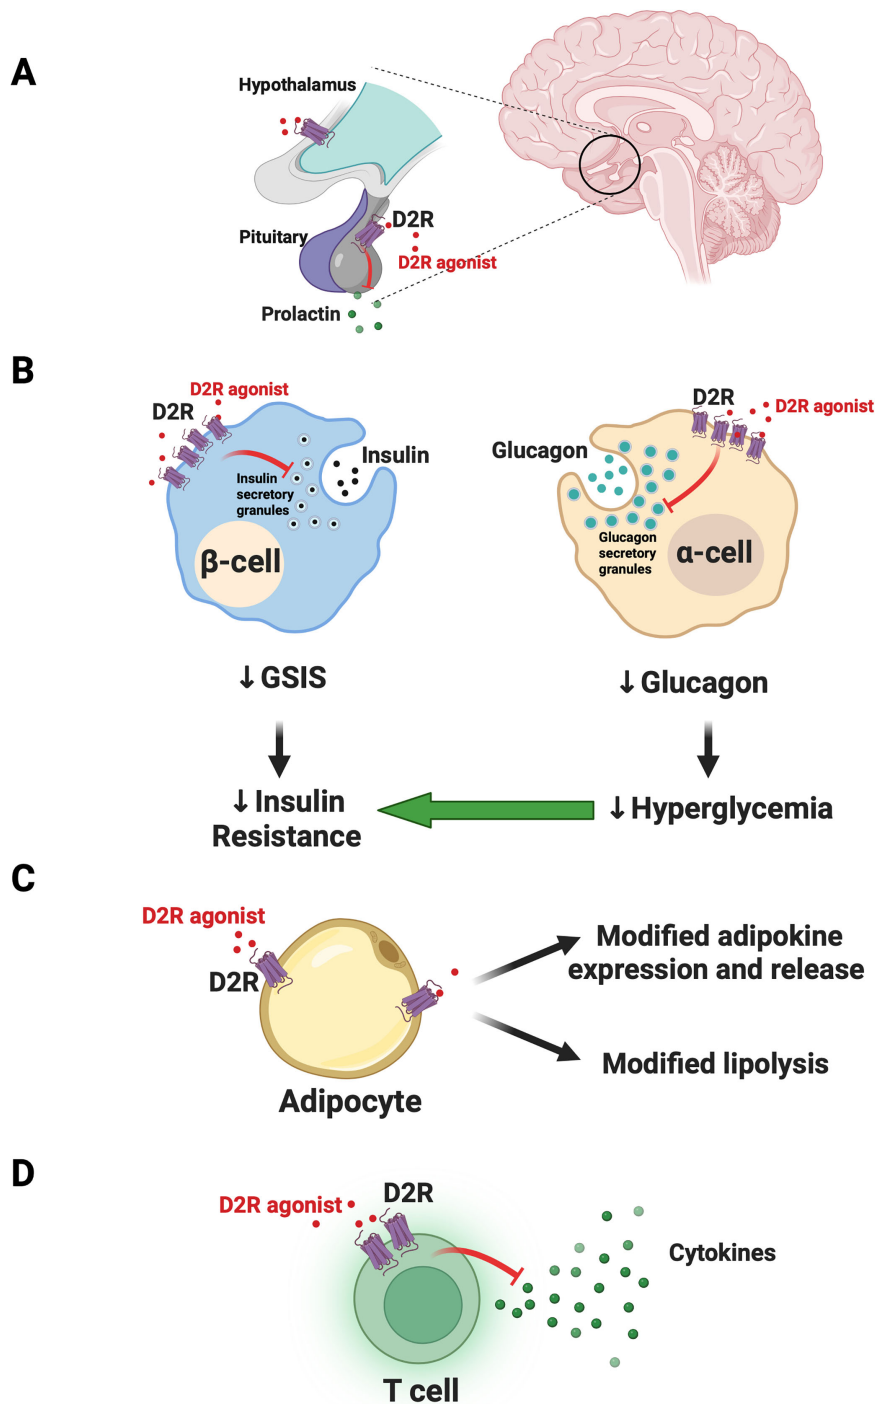 A
Hypothalamus
D2R
Pituitary
D2R agonist
Prolactin
B
D2R agonist
D2R
Insulin
Insulin
secretory
granules
β-cell
D2R
D2R agonist
Glucagon
Glucagon
secretory
granules
α-cell
↓GSIS
↓Glucagon
↓Insulin
Resistance
↓Hyperglycemia
C
D2R agonist
D2R
Adipocyte
Modified adipokine
expression and release
Modified lipolysis
D
D2R agonist
D2R
Cytokines
T cell